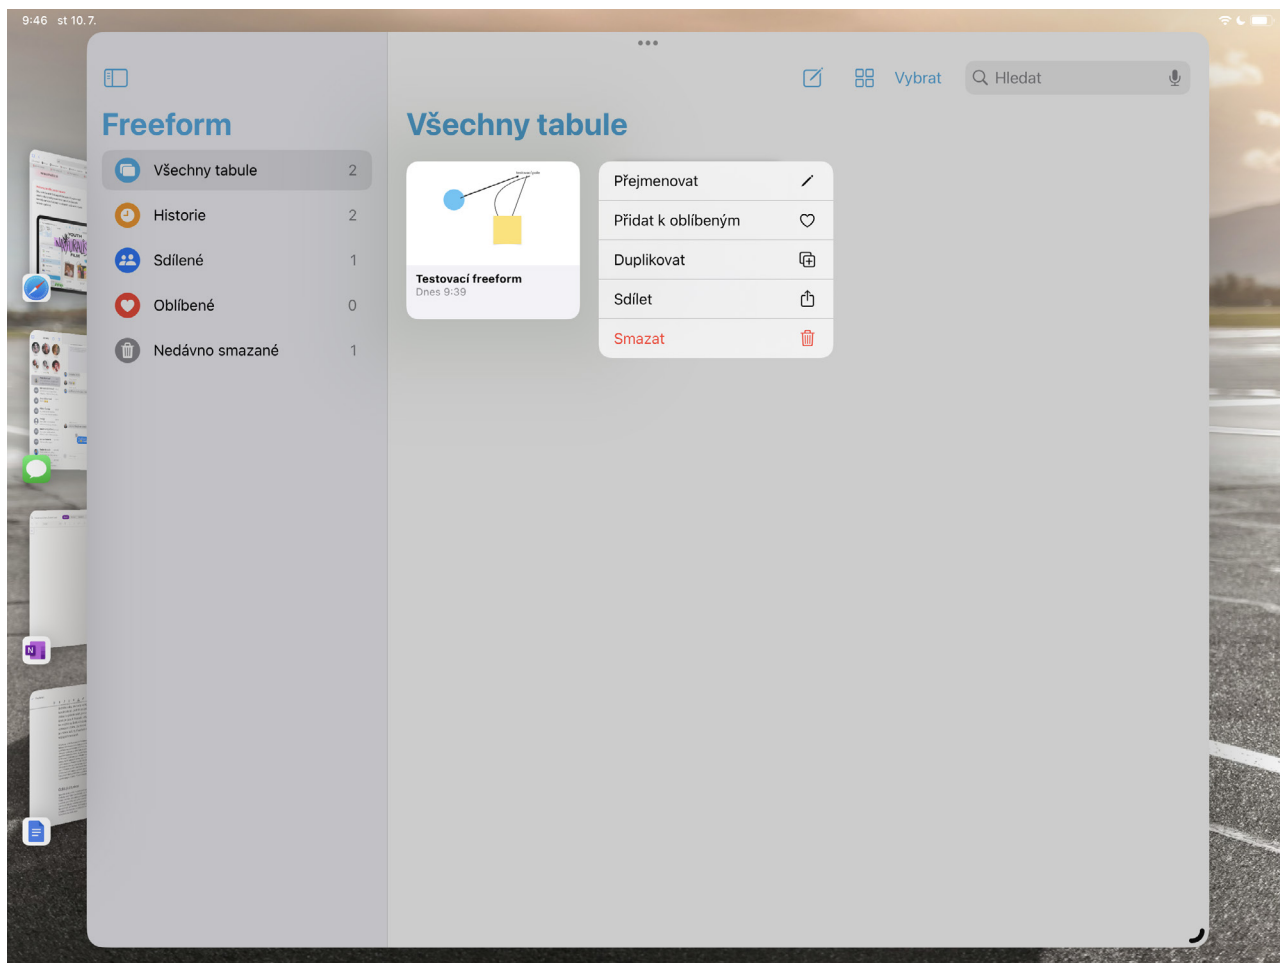 9:46 st 10.7.
Vybrat
Hledat
Freeform
Všechny tabule 2
Historie 2
Sdílené 1
Oblíbené 0
Nedávno smazané 1
Všechny tabule
Testovací freeform
Dnes 9:39
Přejmenovat
Přidat k oblíbeným
Duplikovat
Sdílet
Smazat
N